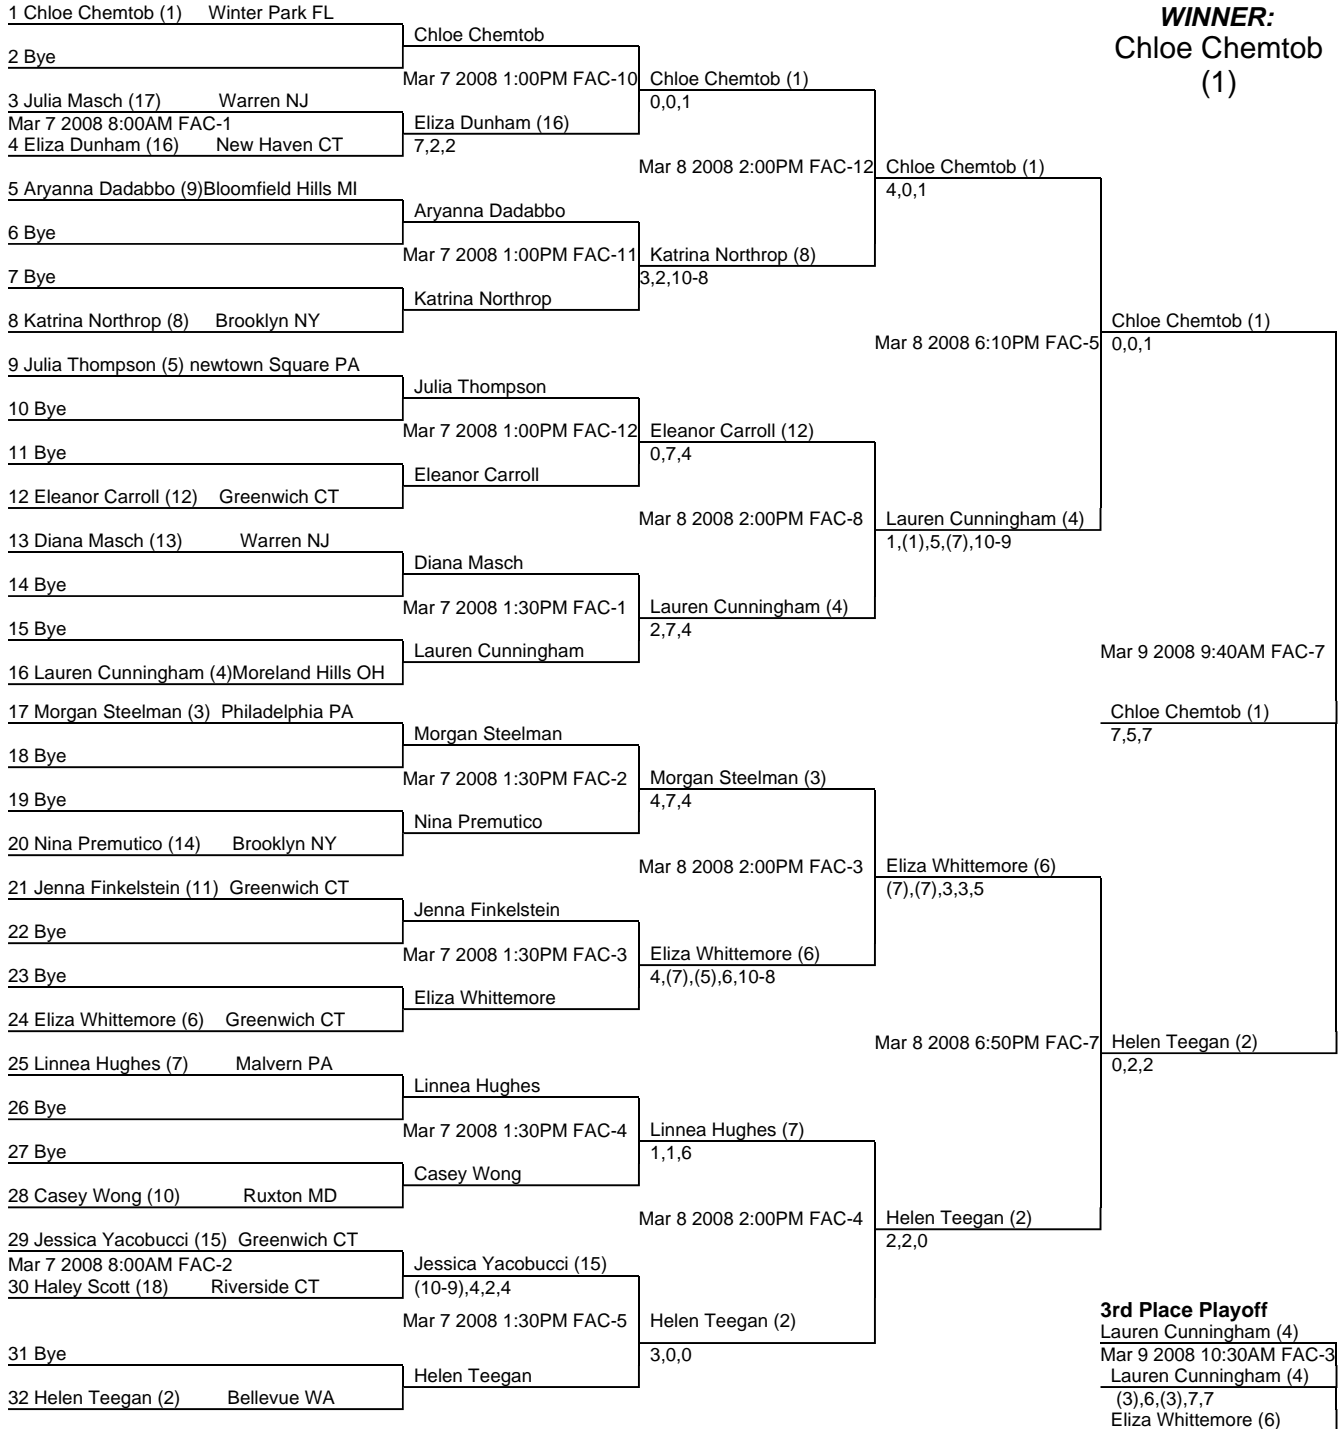 1 Chloe Chemtob (1) Winter Park FL
2 Bye
3 Julia Masch (17) Warren NJ
Mar 7 2008 8:00AM FAC-1
4 Eliza Dunham (16) New Haven CT
5 Aryanna Dadabbo (9)Bloomfield Hills MI
6 Bye
7 Bye
8 Katrina Northrop (8) Brooklyn NY
9 Julia Thompson (5) newtown Square PA
10 Bye
11 Bye
12 Eleanor Carroll (12) Greenwich CT
13 Diana Masch (13) Warren NJ
14 Bye
15 Bye
16 Lauren Cunningham (4)Moreland Hills OH
17 Morgan Steelman (3) Philadelphia PA
18 Bye
19 Bye
20 Nina Premutico (14) Brooklyn NY
21 Jenna Finkelstein (11) Greenwich CT
22 Bye
23 Bye
24 Eliza Whittemore (6) Greenwich CT
25 Linnea Hughes (7) Malvern PA
26 Bye
27 Bye
28 Casey Wong (10) Ruxton MD
29 Jessica Yacobucci (15) Greenwich CT
Mar 7 2008 8:00AM FAC-2
30 Haley Scott (18) Riverside CT
31 Bye
32 Helen Teegan (2) Bellevue WA
Chloe Chemtob
Mar 7 2008 1:00PM FAC-10
Eliza Dunham (16)
7,2,2
Aryanna Dadabbo
Mar 7 2008 1:00PM FAC-11
Katrina Northrop
Julia Thompson
Mar 7 2008 1:00PM FAC-12
Eleanor Carroll
Diana Masch
Mar 7 2008 1:30PM FAC-1
Lauren Cunningham
Morgan Steelman
Mar 7 2008 1:30PM FAC-2
Nina Premutico
Jenna Finkelstein
Mar 7 2008 1:30PM FAC-3
Eliza Whittemore
Linnea Hughes
Mar 7 2008 1:30PM FAC-4
Casey Wong
Jessica Yacobucci (15)
(10-9),4,2,4
Mar 7 2008 1:30PM FAC-5
Helen Teegan
Chloe Chemtob (1)
0,0,1
Mar 8 2008 2:00PM FAC-12
Katrina Northrop (8)
3,2,10-8
Eleanor Carroll (12)
0,7,4
Mar 8 2008 2:00PM FAC-8
Lauren Cunningham (4)
2,7,4
Morgan Steelman (3)
4,7,4
Mar 8 2008 2:00PM FAC-3
Eliza Whittemore (6)
4,(7),(5),6,10-8
Linnea Hughes (7)
1,1,6
Mar 8 2008 2:00PM FAC-4
Helen Teegan (2)
3,0,0
Chloe Chemtob (1)
4,0,1
Mar 8 2008 6:10PM FAC-5
Lauren Cunningham (4)
1,(1),5,(7),10-9
Eliza Whittemore (6)
(7),(7),3,3,5
Mar 8 2008 6:50PM FAC-7
Helen Teegan (2)
2,2,0
WINNER:
Chloe Chemtob
(1)
Chloe Chemtob (1)
0,0,1
Mar 9 2008 9:40AM FAC-7
Chloe Chemtob (1)
7,5,7
Helen Teegan (2)
0,2,2
3rd Place Playoff
Lauren Cunningham (4)
Mar 9 2008 10:30AM FAC-3
Lauren Cunningham (4)
(3),6,(3),7,7
Eliza Whittemore (6)